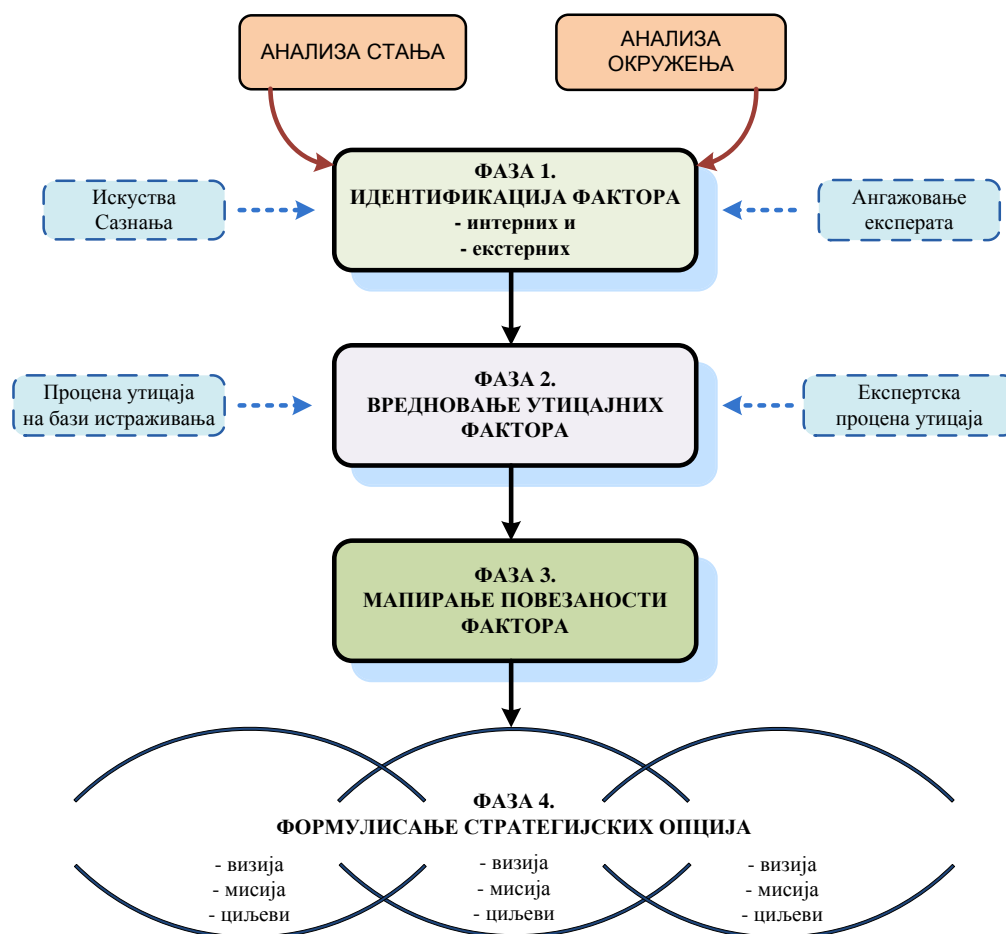 АНАЛИЗА СТАЊА
АНАЛИЗА
ОКРУЖЕЊА
ФАЗА 1.
ИДЕНТИФИКАЦИЈА ФАКТОРА
- интерних и
- екстерних
Искуства
Сазнања
Ангажовање
експерата
ФАЗА 2.
ВРЕДНОВАЊЕ УТИЦАЈНИХ
ФАКТОРА
Процена утицаја
на бази истраживања
Експертска
процена утицаја
ФАЗА 3.
МАПИРАЊЕ ПОВЕЗАНОСТИ
ФАКТОРА
ФАЗА 4.
ФОРМУЛИСАЊЕ СТРАТЕГИЈСКИХ ОПЦИЈА
- визија
- мисија
- циљеви
- визија
- мисија
- циљеви
- визија
- мисија
- циљеви